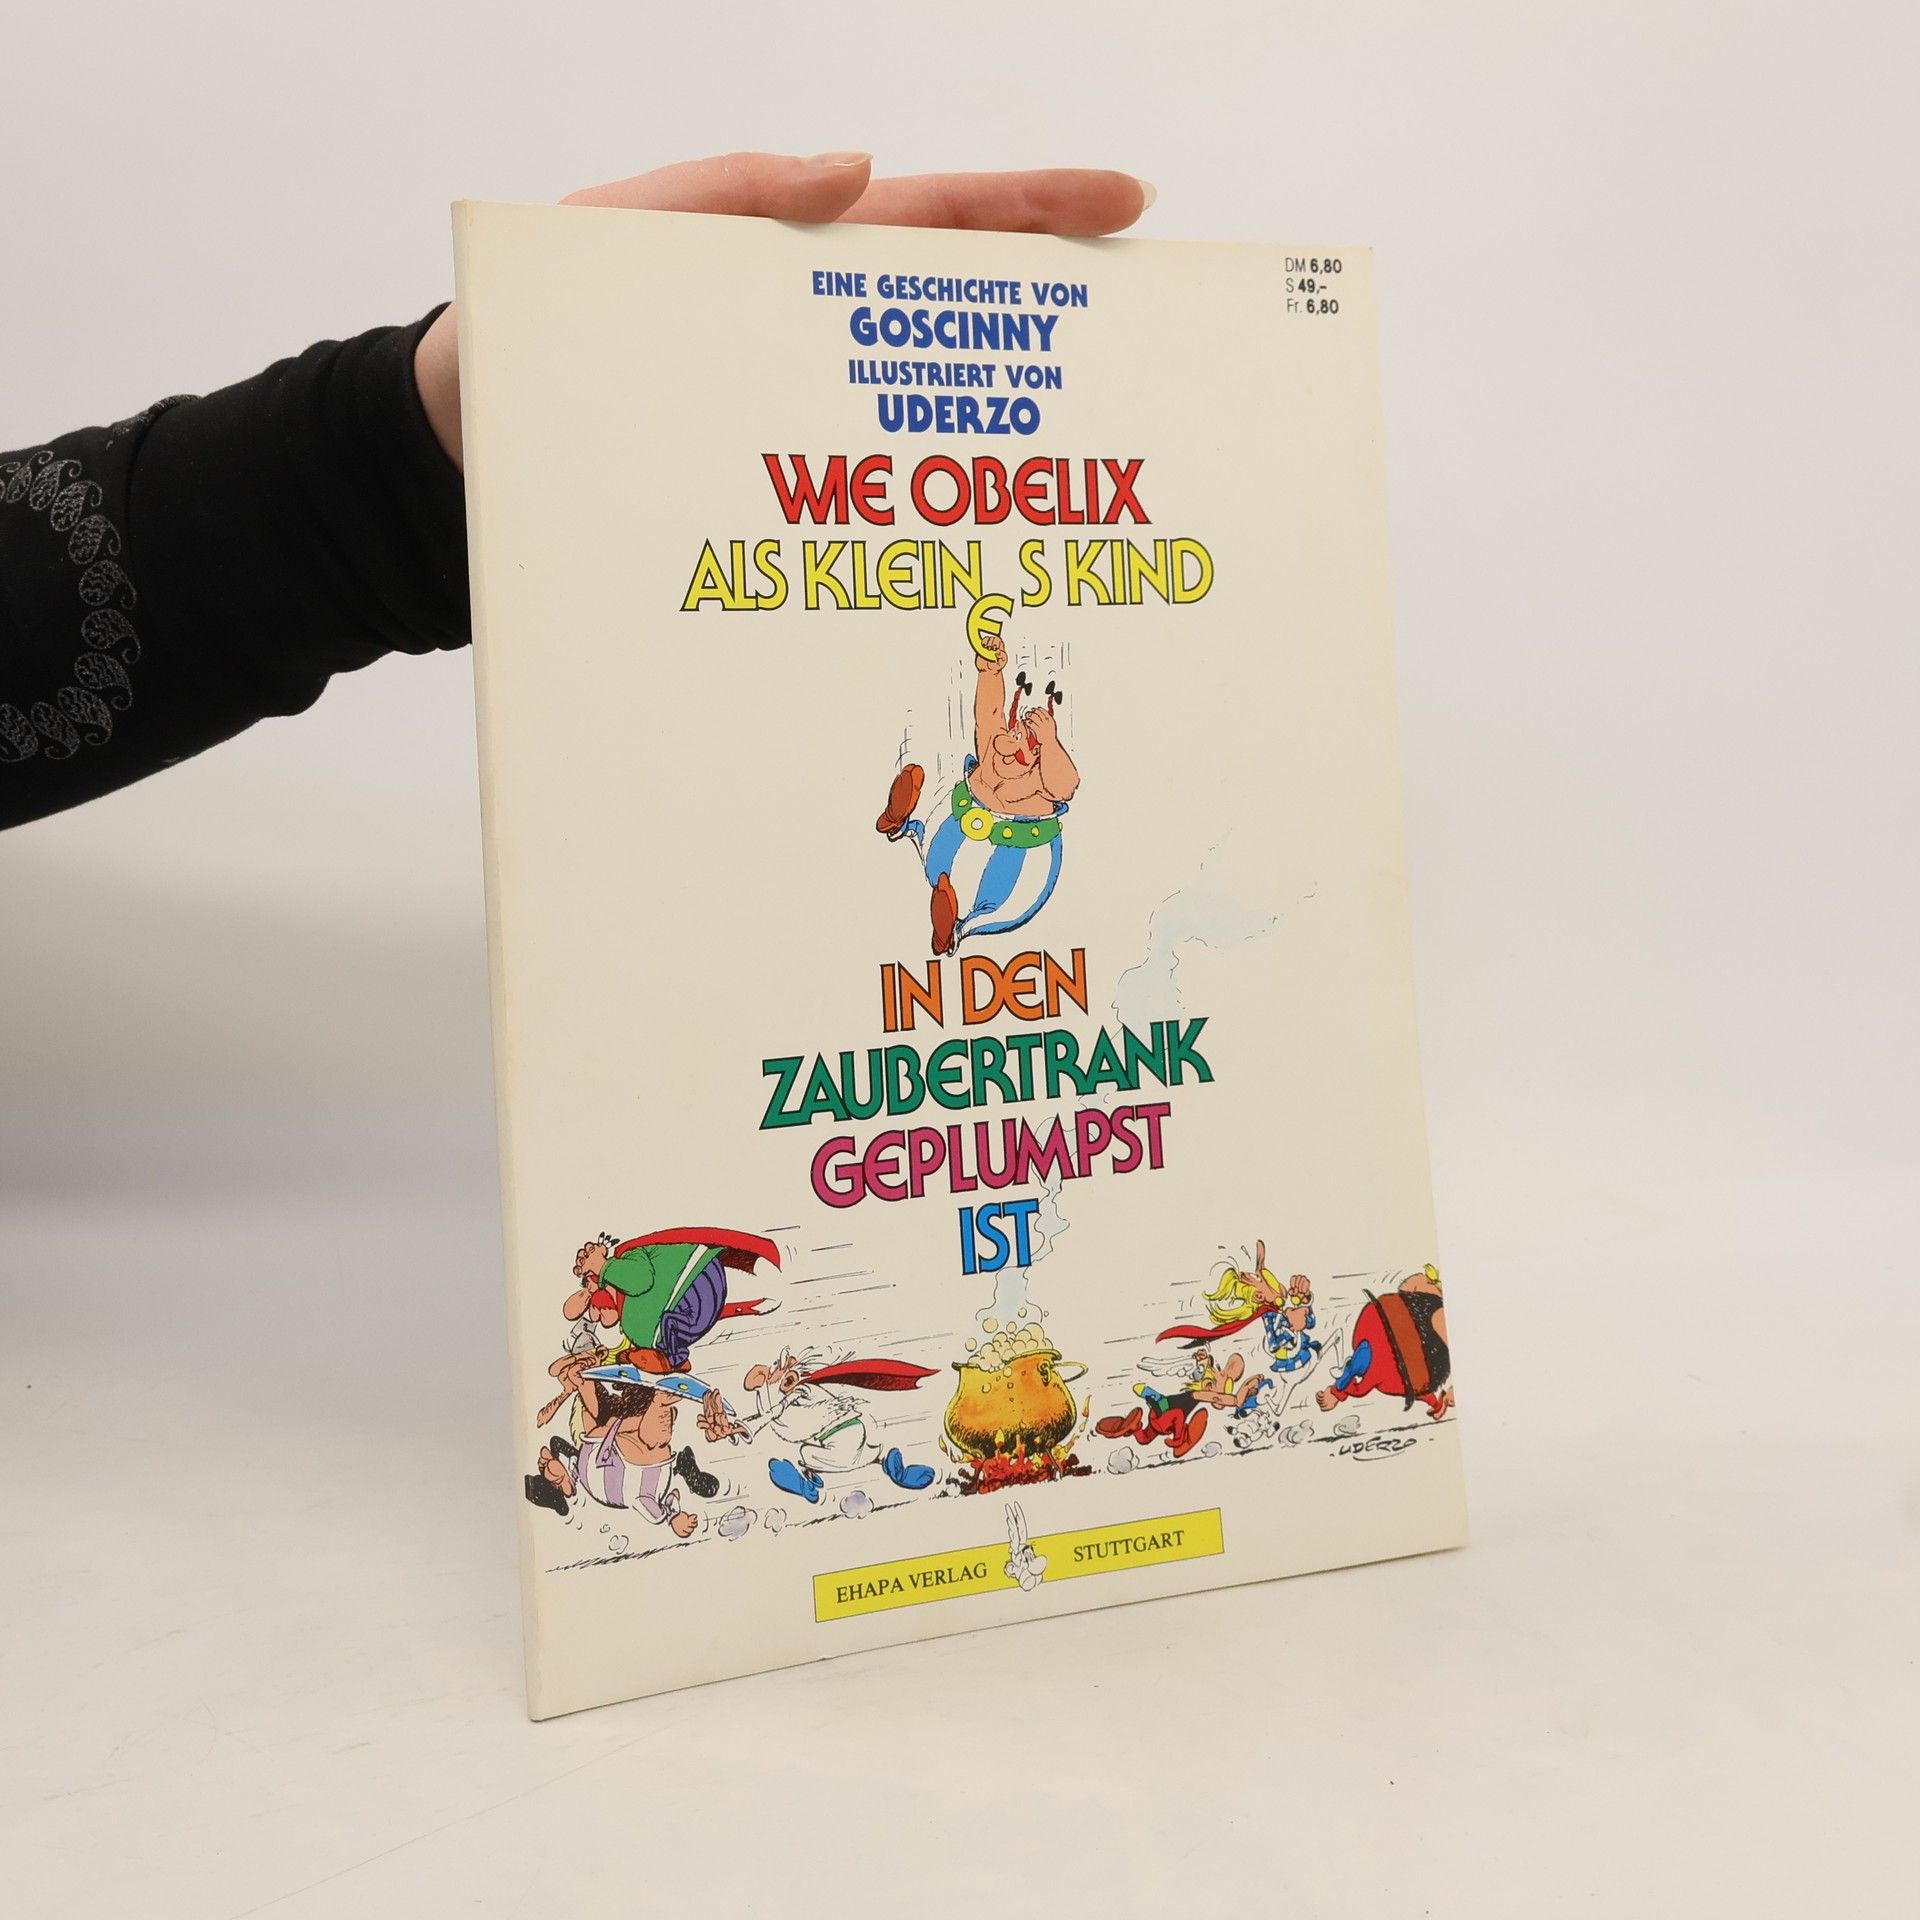 EINE GESCHICHTE VON
GOSCINNY
ILLUSTRIERT VON
UDERZO
DM 6,80
S 49,-
Fr. 6,80
WIE OBELIX
ALS KLEINES KIND
IN DEN
ZAUBERTRANK
GEPLUMPST
IST
UDERZO
EHAPA VERLAG STUTTGART